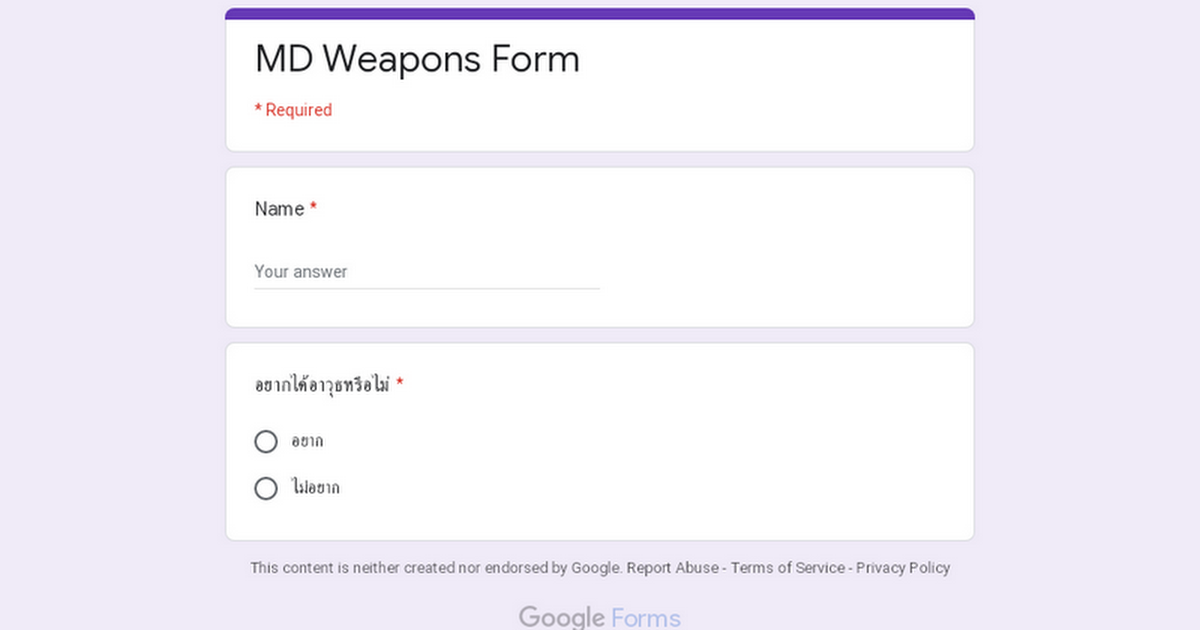 MD Weapons Form
* Required
Name *
Your answer
อยากได้อาวุธหรือไม่ *
อยาก
ไม่อยาก
This content is neither created nor endorsed by Google. Report Abuse - Terms of Service - Privacy Policy
Google Forms